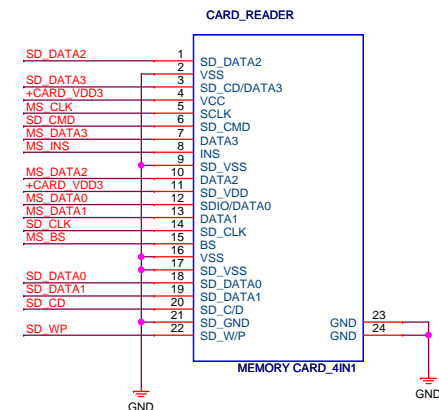 CARD_READER
SD_DATA2 1 SD_DATA2
2 VSS
SD_DATA3 3 SD_CD/DATA3
+CARD_VDD3 4 VCC
MS_CLK 5 SCLK
SD_CMD 6 SD_CMD
MS_DATA3 7 DATA3
MS_INS 8 INS
9 SD_VSS
MS_DATA2 10 DATA2
+CARD_VDD3 11 SD_VDD
MS_DATA0 12 SDIO/DATA0
MS_DATA1 13 DATA1
SD_CLK 14 SD_CLK
MS_BS 15 BS
16 VSS
17 SD_VSS
SD_DATA0 18 SD_DATA0
SD_DATA1 19 SD_DATA1
SD_CD 20 SD_C/D
21 SD_GND GND 23
SD_WP 22 SD_W/P GND 24
MEMORY CARD_4IN1
GND
GND